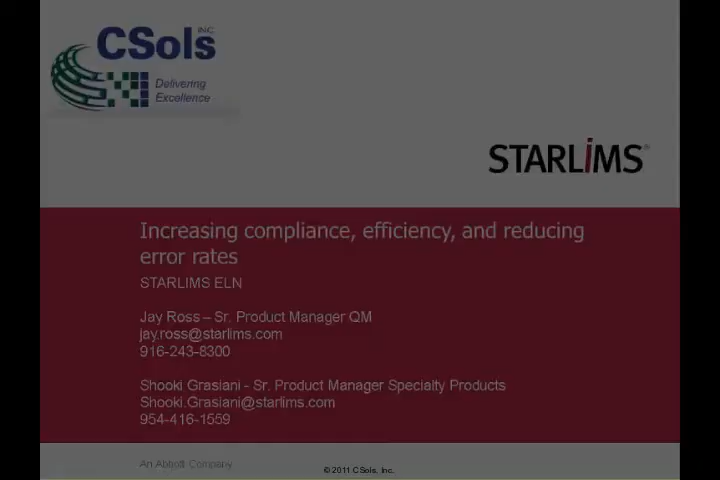 CSols INC
Delivering
Excellence
STARLiMS®
Increasing compliance, efficiency, and reducing
error rates
STARLIMS ELN
Jay Ross – Sr. Product Manager QM
jay.ross@starlims.com
916-243-8300
Shooki Grasiani - Sr. Product Manager Specialty Products
Shooki.Grasiani@starlims.com
954-416-1559
An Abbott Company
© 2011 CSols, Inc.